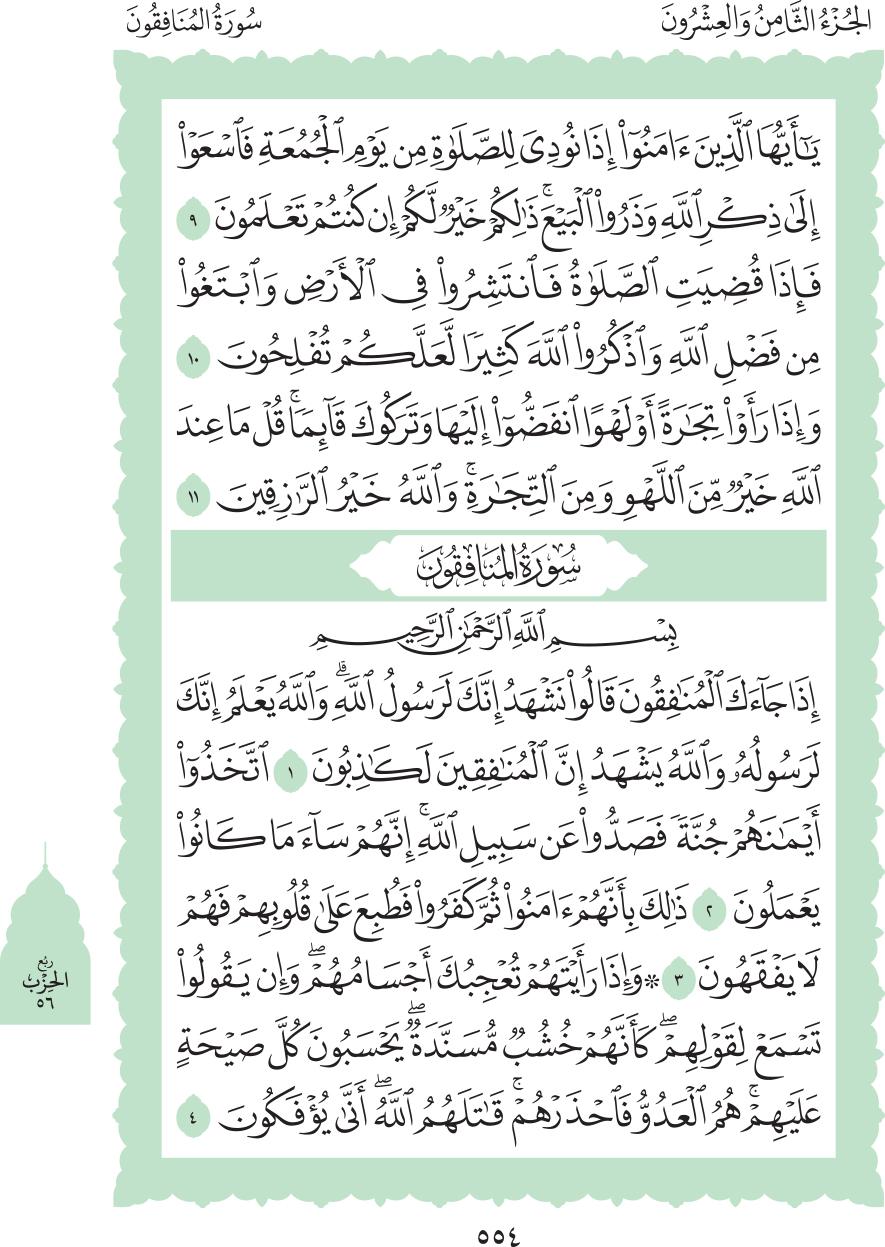 الجُزْءُ الثَّامِنُ وَالعِشْرُونَ
سُورَةُ المُنَافِقُونَ
يَٰٓأَيُّهَا ٱلَّذِينَ ءَامَنُوٓاْ إِذَا نُودِيَ لِلصَّلَوٰةِ مِن يَوۡمِ ٱلۡجُمُعَةِ فَٱسۡعَوۡاْ
إِلَىٰ ذِكۡرِ ٱللَّهِ وَذَرُواْ ٱلۡبَيۡعَۚ ذَٰلِكُمۡ خَيۡرٞ لَّكُمۡ إِن كُنتُمۡ تَعۡلَمُونَ ٩
فَإِذَا قُضِيَتِ ٱلصَّلَوٰةُ فَٱنتَشِرُواْ فِي ٱلۡأَرۡضِ وَٱبۡتَغُواْ
مِن فَضۡلِ ٱللَّهِ وَٱذۡكُرُواْ ٱللَّهَ كَثِيرٗا لَّعَلَّكُمۡ تُفۡلِحُونَ ١٠
وَإِذَا رَأَوۡاْ تِجَٰرَةً أَوۡ لَهۡوًا ٱنفَضُّوٓاْ إِلَيۡهَا وَتَرَكُوكَ قَآئِمٗاۚ قُلۡ مَا عِندَ
ٱللَّهِ خَيۡرٞ مِّنَ ٱللَّهۡوِ وَمِنَ ٱلتِّجَٰرَةِۚ وَٱللَّهُ خَيۡرُ ٱلرَّٰزِقِينَ ١١
سُورَةُ المُنَافِقُونَ
بِسۡمِ ٱللَّهِ ٱلرَّحۡمَٰنِ ٱلرَّحِيمِ
إِذَا جَآءَكَ ٱلۡمُنَٰفِقُونَ قَالُواْ نَشۡهَدُ إِنَّكَ لَرَسُولُ ٱللَّهِۗ وَٱللَّهُ يَعۡلَمُ إِنَّكَ
لَرَسُولُهُۥ وَٱللَّهُ يَشۡهَدُ إِنَّ ٱلۡمُنَٰفِقِينَ لَكَٰذِبُونَ ١ ٱتَّخَذُوٓاْ
أَيۡمَٰنَهُمۡ جُنَّةٗ فَصَدُّواْ عَن سَبِيلِ ٱللَّهِۚ إِنَّهُمۡ سَآءَ مَا كَانُواْ
يَعۡمَلُونَ ٢ ذَٰلِكَ بِأَنَّهُمۡ ءَامَنُواْ ثُمَّ كَفَرُواْ فَطُبِعَ عَلَىٰ قُلُوبِهِمۡ فَهُمۡ
لَا يَفۡقَهُونَ ٣ ۞ وَإِذَا رَأَيۡتَهُمۡ تُعۡجِبُكَ أَجۡسَامُهُمۡۖ وَإِن يَقُولُواْ
تَسۡمَعۡ لِقَوۡلِهِمۡۖ كَأَنَّهُمۡ خُشُبٞ مُّسَنَّدَةٞۖ يَحۡسَبُونَ كُلَّ صَيۡحَةٍ
عَلَيۡهِمۡۚ هُمُ ٱلۡعَدُوُّ فَٱحۡذَرۡهُمۡۚ قَٰتَلَهُمُ ٱللَّهُۖ أَنَّىٰ يُؤۡفَكُونَ ٤
رُبُع
الحِزْب
٥٦
٥٥٤